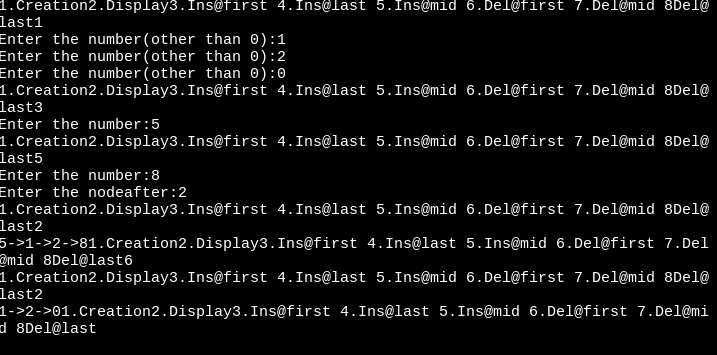 1.Creation2.Display3.Ins@first 4.Ins@last 5.Ins@mid 6.Del@first 7.Del@mid 8Del@
last1
Enter the number(other than 0):1
Enter the number(other than 0):2
Enter the number(other than 0):0
1.Creation2.Display3.Ins@first 4.Ins@last 5.Ins@mid 6.Del@first 7.Del@mid 8Del@
last3
Enter the number:5
1.Creation2.Display3.Ins@first 4.Ins@last 5.Ins@mid 6.Del@first 7.Del@mid 8Del@
last5
Enter the number:8
Enter the nodeafter:2
1.Creation2.Display3.Ins@first 4.Ins@last 5.Ins@mid 6.Del@first 7.Del@mid 8Del@
last2
5->1->2->81.Creation2.Display3.Ins@first 4.Ins@last 5.Ins@mid 6.Del@first 7.Del
@mid 8Del@last6
1.Creation2.Display3.Ins@first 4.Ins@last 5.Ins@mid 6.Del@first 7.Del@mid 8Del@
last2
1->2->01.Creation2.Display3.Ins@first 4.Ins@last 5.Ins@mid 6.Del@first 7.Del@mi
d 8Del@last